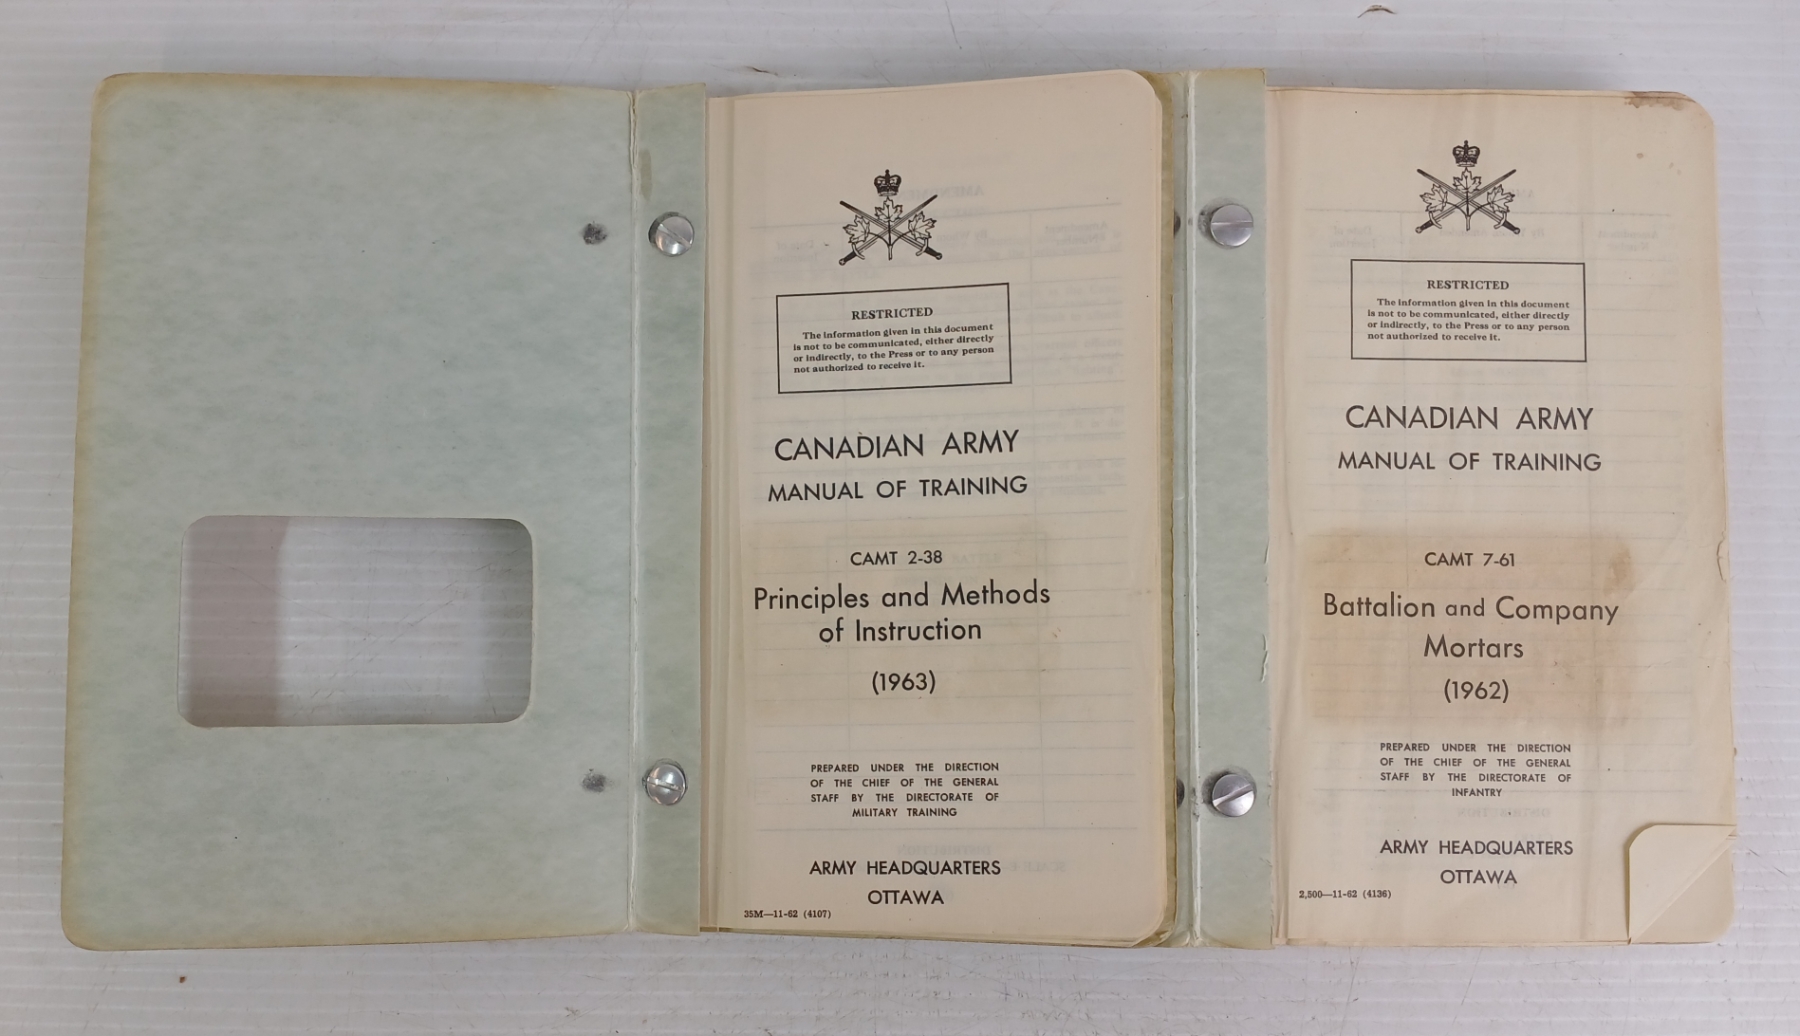 RESTRICTED
The information given in this document
is not to be communicated, either directly
or indirectly, to the Press or to any person
not authorized to receive it.
CANADIAN ARMY
MANUAL OF TRAINING
CAMT 2-38
Principles and Methods
of Instruction
(1963)
PREPARED UNDER THE DIRECTION
OF THE CHIEF OF THE GENERAL
STAFF BY THE DIRECTORATE OF
MILITARY TRAINING
ARMY HEADQUARTERS
OTTAWA
35M—11-62 (4107)
RESTRICTED
The information given in this document
is not to be communicated, either directly
or indirectly, to the Press or to any person
not authorized to receive it.
CANADIAN ARMY
MANUAL OF TRAINING
CAMT 7-61
Battalion and Company
Mortars
(1962)
PREPARED UNDER THE DIRECTION
OF THE CHIEF OF THE GENERAL
STAFF BY THE DIRECTORATE OF
INFANTRY
ARMY HEADQUARTERS
OTTAWA
2,500—11-62 (4136)